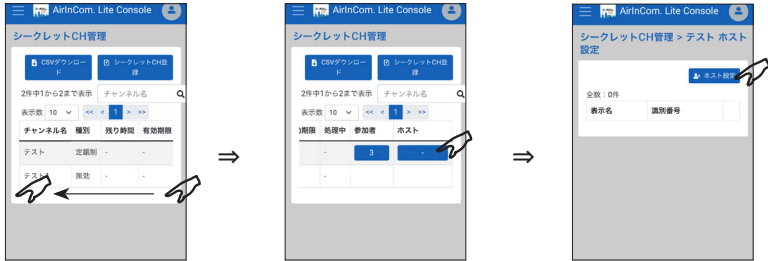 AirInCom. Lite Console
シークレットCH管理
CSVダウンロー
ド
シークレットCH登
録
2件中1から2まで表示
チャンネル名
表示数 10 << < 1 > >>
チャンネル名 種別 残り時間 有効期限
テスト 定額制 - -
テスト 無効 - -
⇒
AirInCom. Lite Console
シークレットCH管理
CSVダウンロー
ド
シークレットCH登
録
2件中1から2まで表示
チャンネル名
表示数 10 << < 1 > >>
期限 処理中 参加者 ホスト
- 3 -
-
⇒
AirInCom. Lite Console
シークレットCH管理 > テスト ホスト
設定
ホスト設定
全数：0件
表示名 識別番号